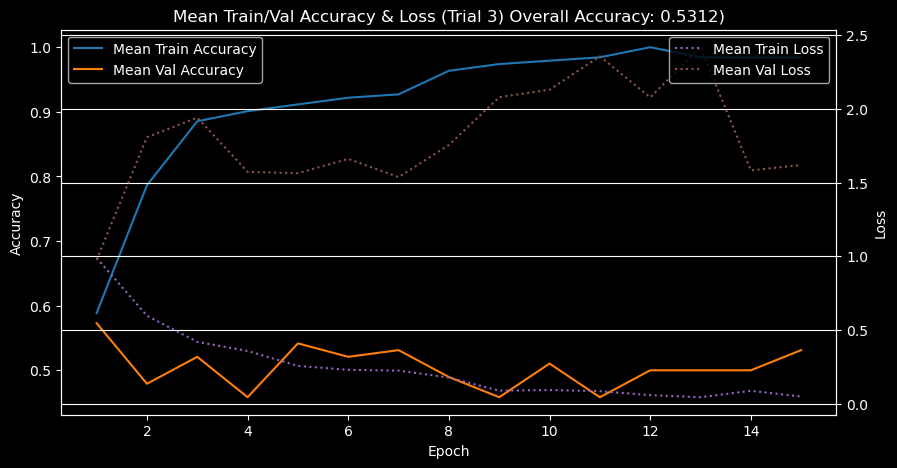 Mean Train/Val Accuracy & Loss (Trial 3) Overall Accuracy: 0.5312)
Mean Train Accuracy
Mean Val Accuracy
Mean Train Loss
Mean Val Loss
1.0
0.9
0.8
0.7
0.6
0.5
Accuracy
2.5
2.0
1.5
1.0
0.5
0.0
Loss
2 4 6 8 10 12 14
Epoch